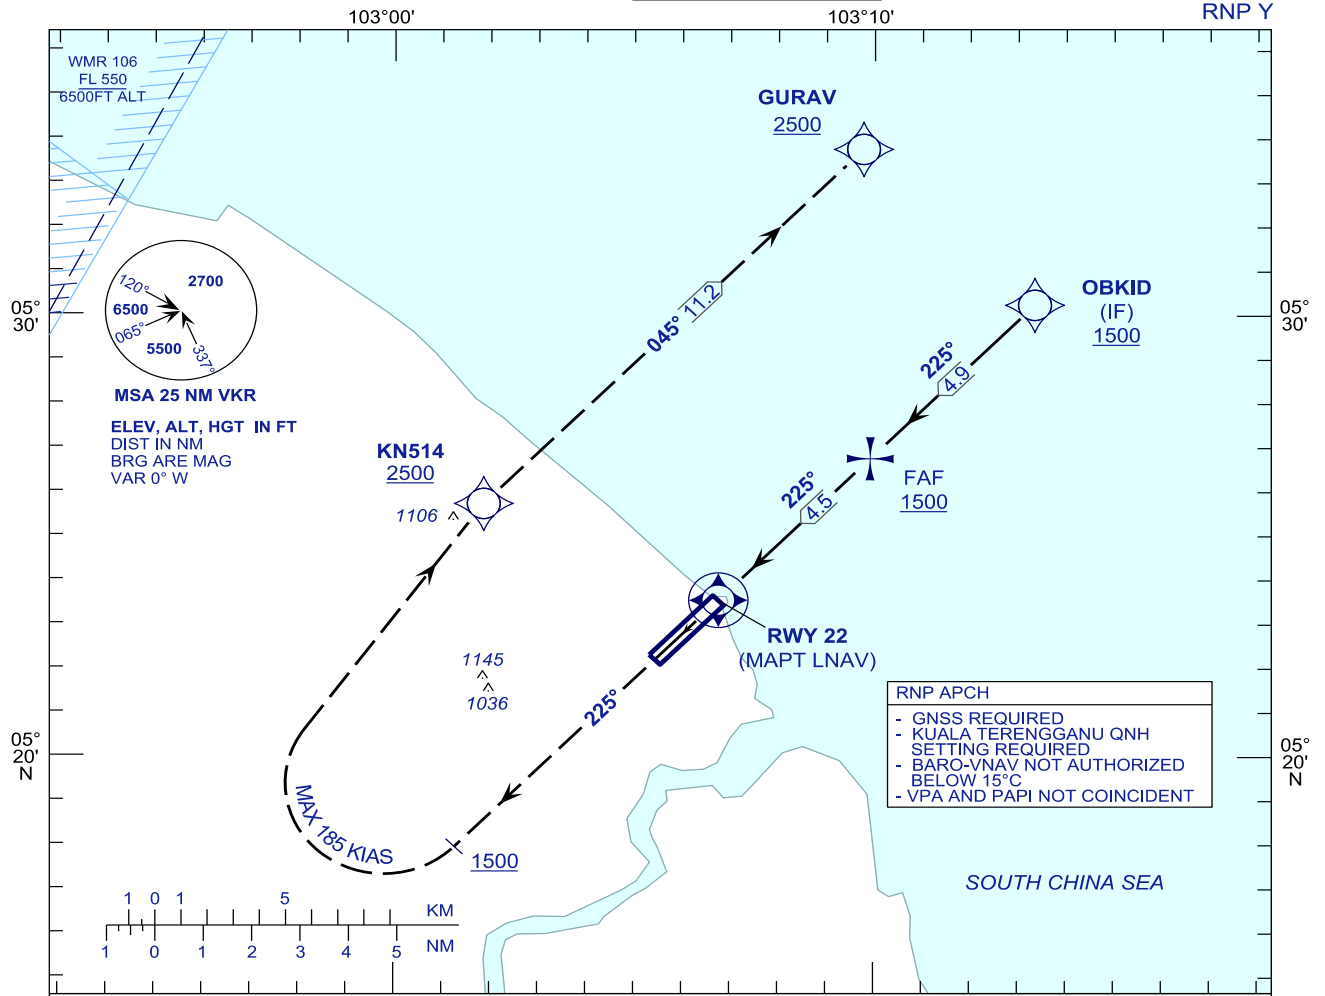 RNP Y
103°00'
103°10'
WMR 106
FL 550
6500FT ALT
GURAV
2500
120°
2700
6500
065°
5500
337°
MSA 25 NM VKR
ELEV, ALT, HGT IN FT
DIST IN NM
BRG ARE MAG
VAR 0° W
05°
30'
05°
30'
045° 11.2
OBKID
(IF)
1500
225°
4.9
KN514
2500
1106
FAF
1500
225°
4.5
RWY 22
(MAPT LNAV)
1145
1036
225°
RNP APCH
- GNSS REQUIRED
- KUALA TERENGGANU QNH
SETTING REQUIRED
- BARO-VNAV NOT AUTHORIZED
BELOW 15°C
- VPA AND PAPI NOT COINCIDENT
05°
20'
N
05°
20'
N
MAX 185 KIAS
1500
SOUTH CHINA SEA
1 0 1 5 KM
1 0 1 2 3 4 5 NM